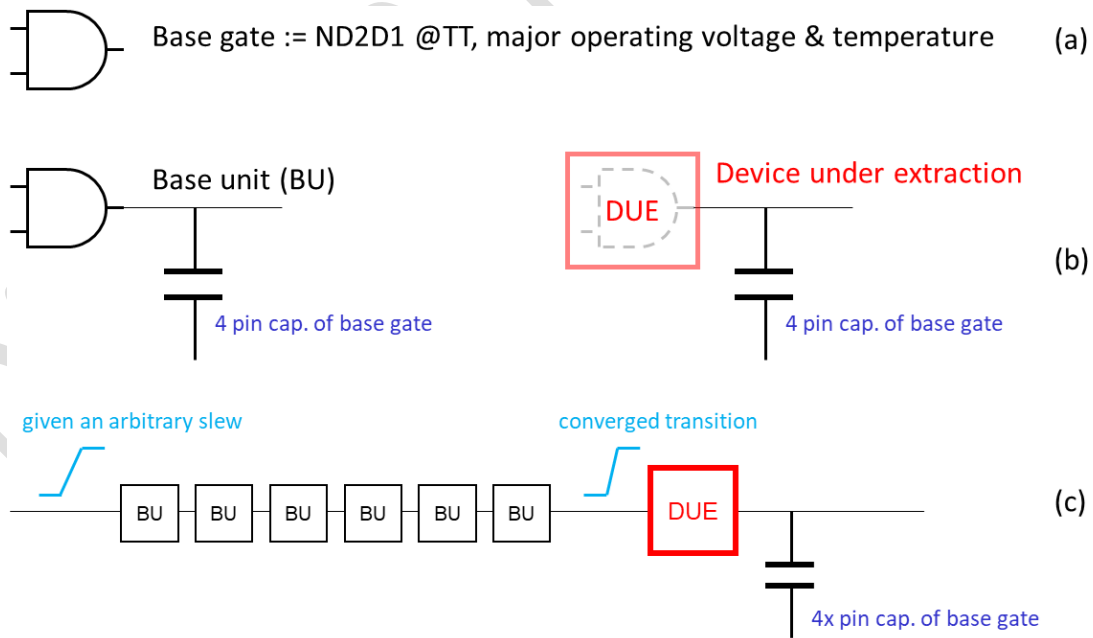 Base gate := ND2D1 @TT, major operating voltage & temperature
(a)
Base unit (BU)
Device under extraction
DUE
(b)
4 pin cap. of base gate
4 pin cap. of base gate
given an arbitrary slew
converged transition
BU
BU
BU
BU
BU
BU
DUE
(c)
4x pin cap. of base gate